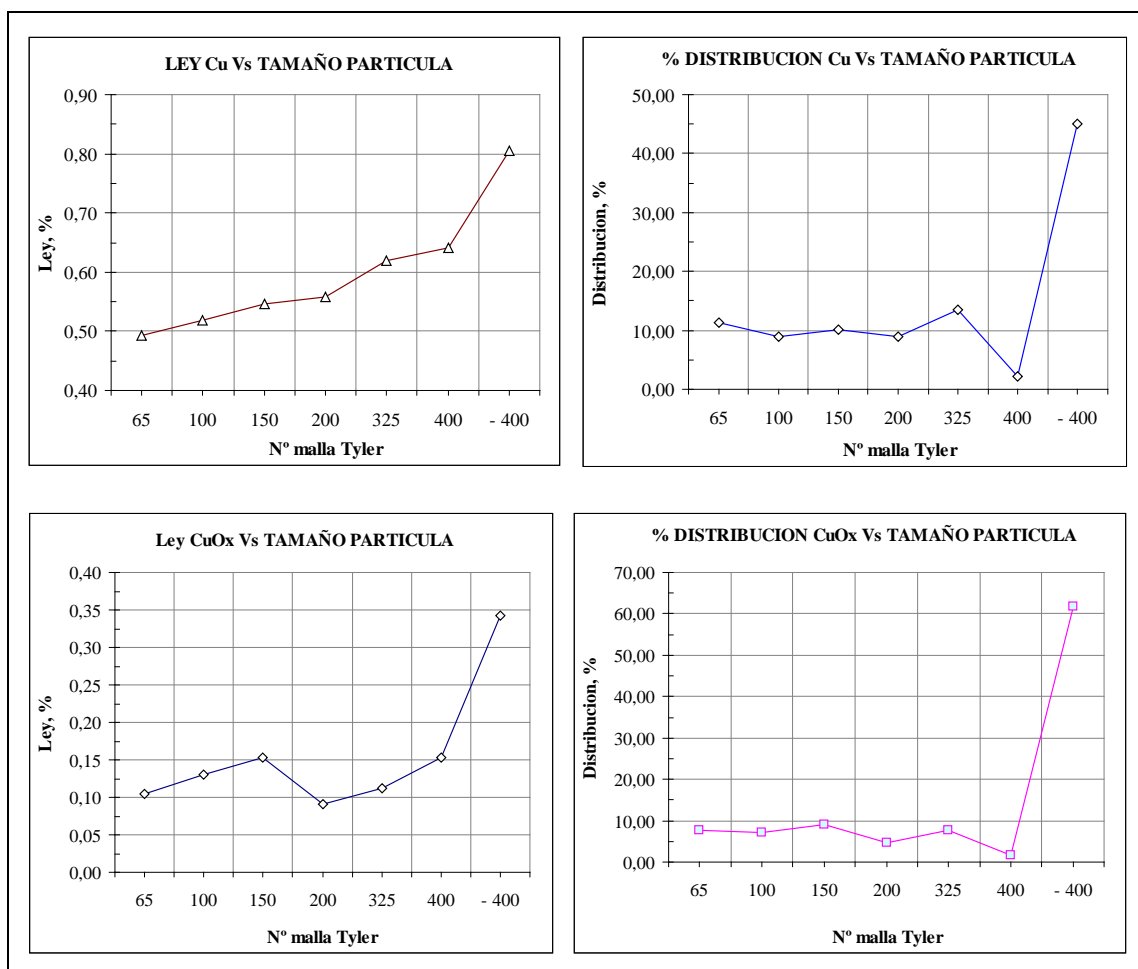 LEY Cu Vs TAMAÑO PARTICULA
0,90
0,80
0,70
0,60
0,50
0,40
Ley, %
65 100 150 200 325 400 - 400
Nº malla Tyler
% DISTRIBUCION Cu Vs TAMAÑO PARTICULA
50,00
40,00
30,00
20,00
10,00
0,00
Distribucion, %
65 100 150 200 325 400 - 400
Nº malla Tyler
Ley CuOx Vs TAMAÑO PARTICULA
0,40
0,35
0,30
0,25
0,20
0,15
0,10
0,05
0,00
Ley, %
65 100 150 200 325 400 - 400
Nº malla Tyler
% DISTRIBUCION CuOx Vs TAMAÑO PARTICULA
70,00
60,00
50,00
40,00
30,00
20,00
10,00
0,00
Distribucion, %
65 100 150 200 325 400 - 400
Nº malla Tyler